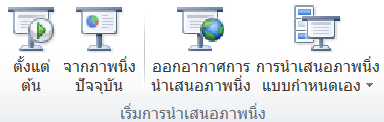 ตั้งแต่
ต้น
จากภาพนิ่ง
ปัจจุบัน
ออกอากาศการ
นำเสนอภาพนิ่ง
การนำเสนอภาพนิ่ง
แบบกำหนดเอง
เริ่มการนำเสนอภาพนิ่ง